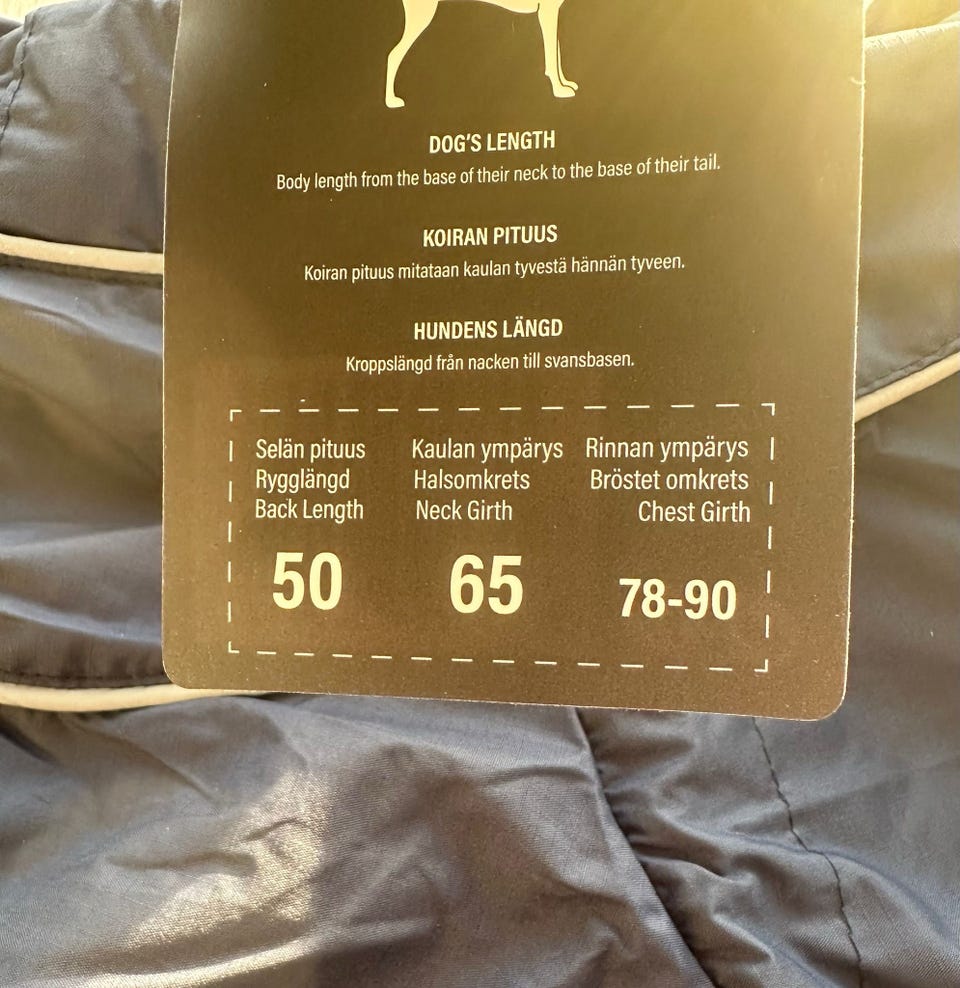 DOG'S LENGTH
Body length from the base of their neck to the base of their tail.
KOIRAN PITUUS
Koiran pituus mitataan kaulan tyvestä hännän tyveen.
HUNDENS LÄNGD
Kroppslängd från nacken till svansbasen.
Selän pituus
Rygglängd
Back Length
50
Kaulan ympärys
Halsomkrets
Neck Girth
65
Rinnan ympärys
Bröstet omkrets
Chest Girth
78-90